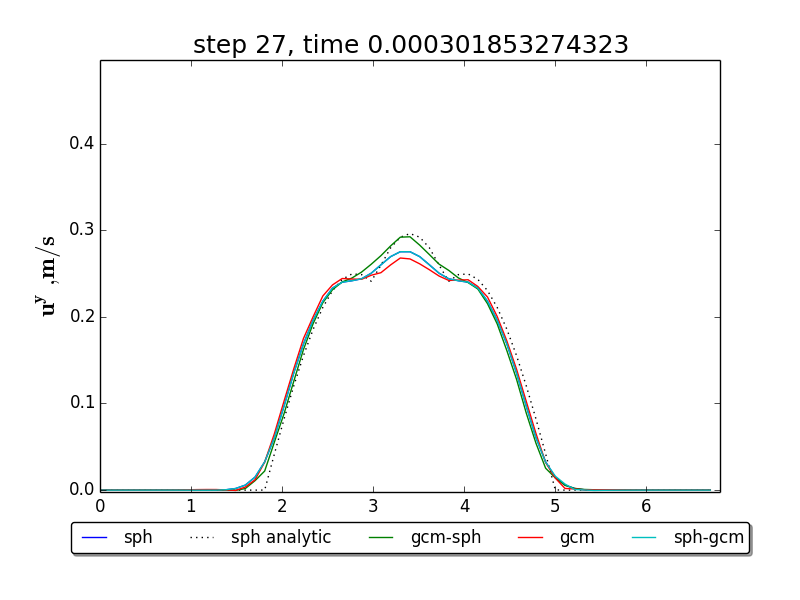 step 27, time 0.000301853274323
0.4
0.3
0.2
0.1
0.0
u^y ,m/s
0 1 2 3 4 5 6
sph sph analytic gcm-sph gcm sph-gcm